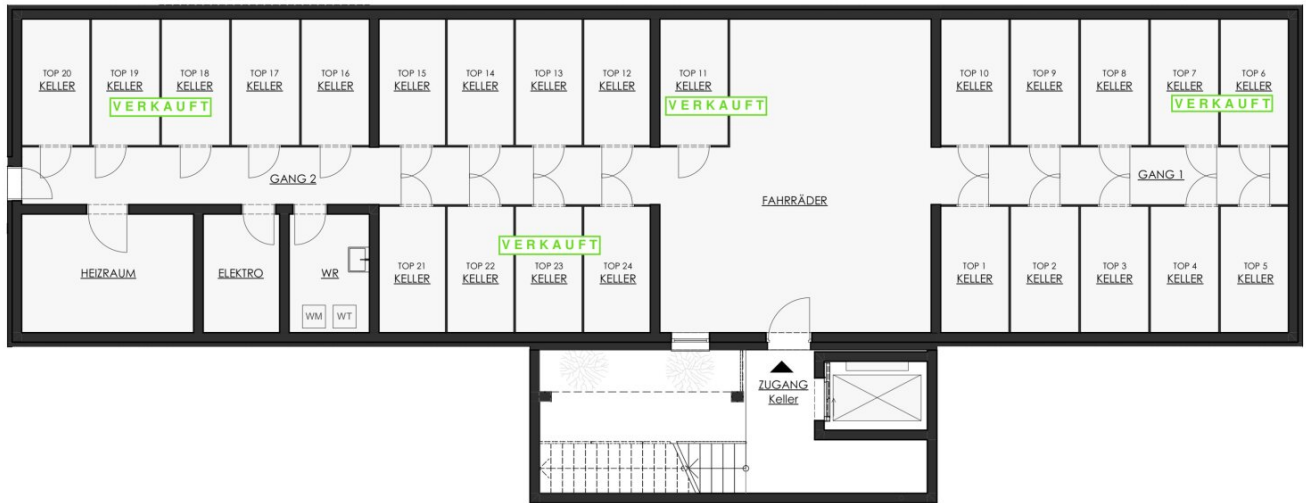 TOP 20
KELLER
TOP 19
KELLER
TOP 18
KELLER
TOP 17
KELLER
TOP 16
KELLER
TOP 15
KELLER
TOP 14
KELLER
TOP 13
KELLER
TOP 12
KELLER
TOP 11
KELLER
TOP 10
KELLER
TOP 9
KELLER
TOP 8
KELLER
TOP 7
KELLER
TOP 6
KELLER
VERKAUFT
VERKAUFT
VERKAUFT
GANG 2
GANG 1
FAHRRÄDER
VERKAUFT
HEIZRAUM
ELEKTRO
WR
WM
WT
TOP 21
KELLER
TOP 22
KELLER
TOP 23
KELLER
TOP 24
KELLER
TOP 1
KELLER
TOP 2
KELLER
TOP 3
KELLER
TOP 4
KELLER
TOP 5
KELLER
ZUGANG
Keller